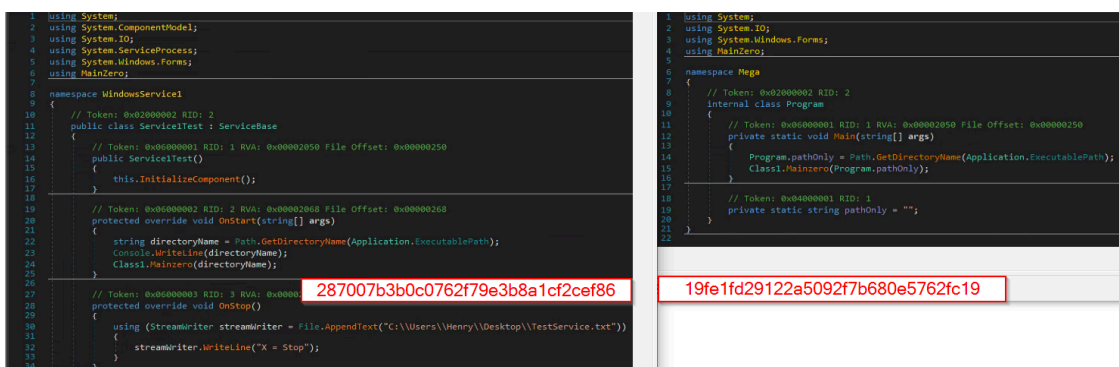 1 using System;
2 using System.ComponentModel;
3 using System.IO;
4 using System.ServiceProcess;
5 using System.Windows.Forms;
6 using MainZero;
7
8 namespace WindowsService1
9 {
10 // Token: 0x02000002 RID: 2
11 public class Service1Test : ServiceBase
12 {
13 // Token: 0x06000001 RID: 1 RVA: 0x00002050 File Offset: 0x00000250
14 public Service1Test()
15 {
16 this.InitializeComponent();
17 }
18
19 // Token: 0x06000002 RID: 2 RVA: 0x00002068 File Offset: 0x00000268
20 protected override void OnStart(string[] args)
21 {
22 string directoryName = Path.GetDirectoryName(Application.ExecutablePath);
23 Console.WriteLine(directoryName);
24 Class1.Mainzero(directoryName);
25 }
26
27 // Token: 0x06000003 RID: 3 RVA:
28 protected override void OnStop()
29 {
30 using (StreamWriter streamWriter = File.AppendText("C:\\Users\\Henry\\Desktop\\TestService.txt"))
31 {
32 streamWriter.WriteLine("X = Stop");
33 }
34 }
287007b3b0c0762f79e3b8a1cf2cef86
1 using System;
2 using System.IO;
3 using System.Windows.Forms;
4 using MainZero;
5
6 namespace Mega
7 {
8 // Token: 0x02000002 RID: 2
9 internal class Program
10 {
11 // Token: 0x06000001 RID: 1 RVA: 0x00002050 File Offset: 0x00000250
12 private static void Main(string[] args)
13 {
14 Program.pathOnly = Path.GetDirectoryName(Application.ExecutablePath);
15 Class1.Mainzero(Program.pathOnly);
16 }
17
18 // Token: 0x04000001 RID: 1
19 private static string pathOnly = "";
20 }
21 }
22
19fe1fd29122a5092f7b680e5762fc19